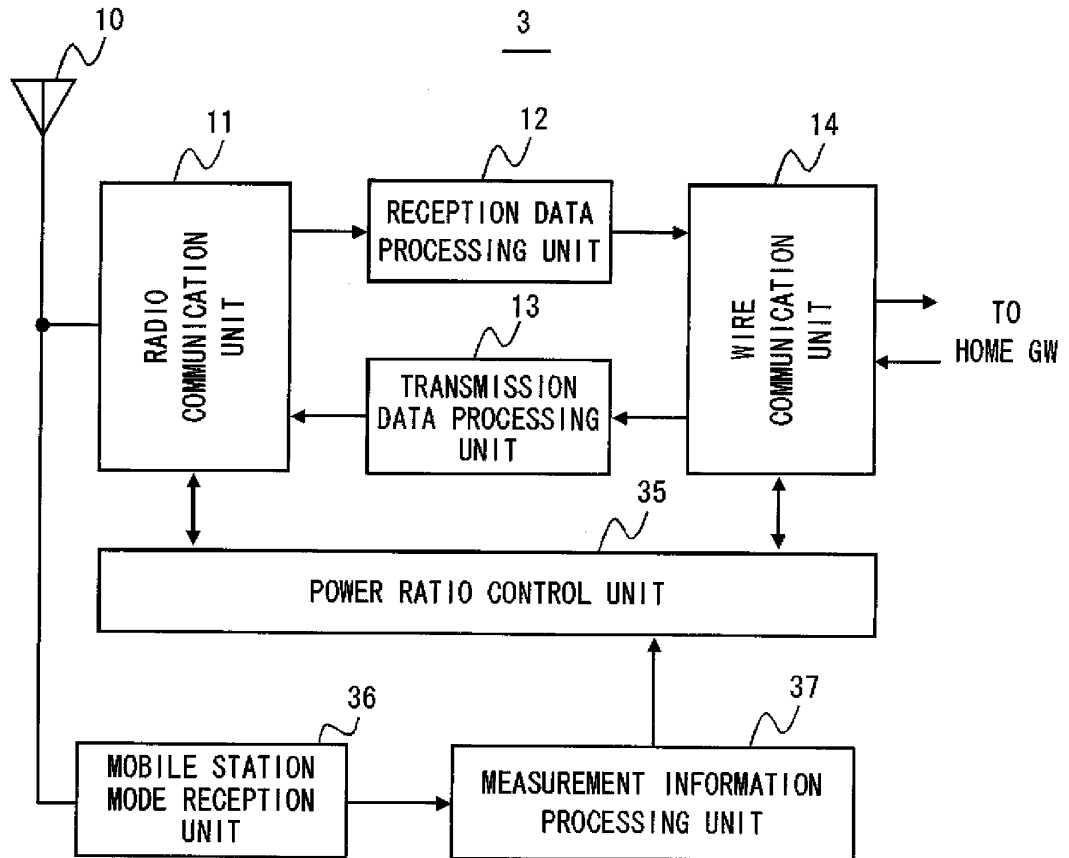 10
3
11
12
14
RADIO
COMMUNICATION
UNIT
RECEPTION DATA
PROCESSING UNIT
WIRE
COMMUNICATION
UNIT
13
TRANSMISSION
DATA PROCESSING
UNIT
TO
HOME GW
35
POWER RATIO CONTROL UNIT
36
37
MOBILE STATION
MODE RECEPTION
UNIT
MEASUREMENT INFORMATION
PROCESSING UNIT